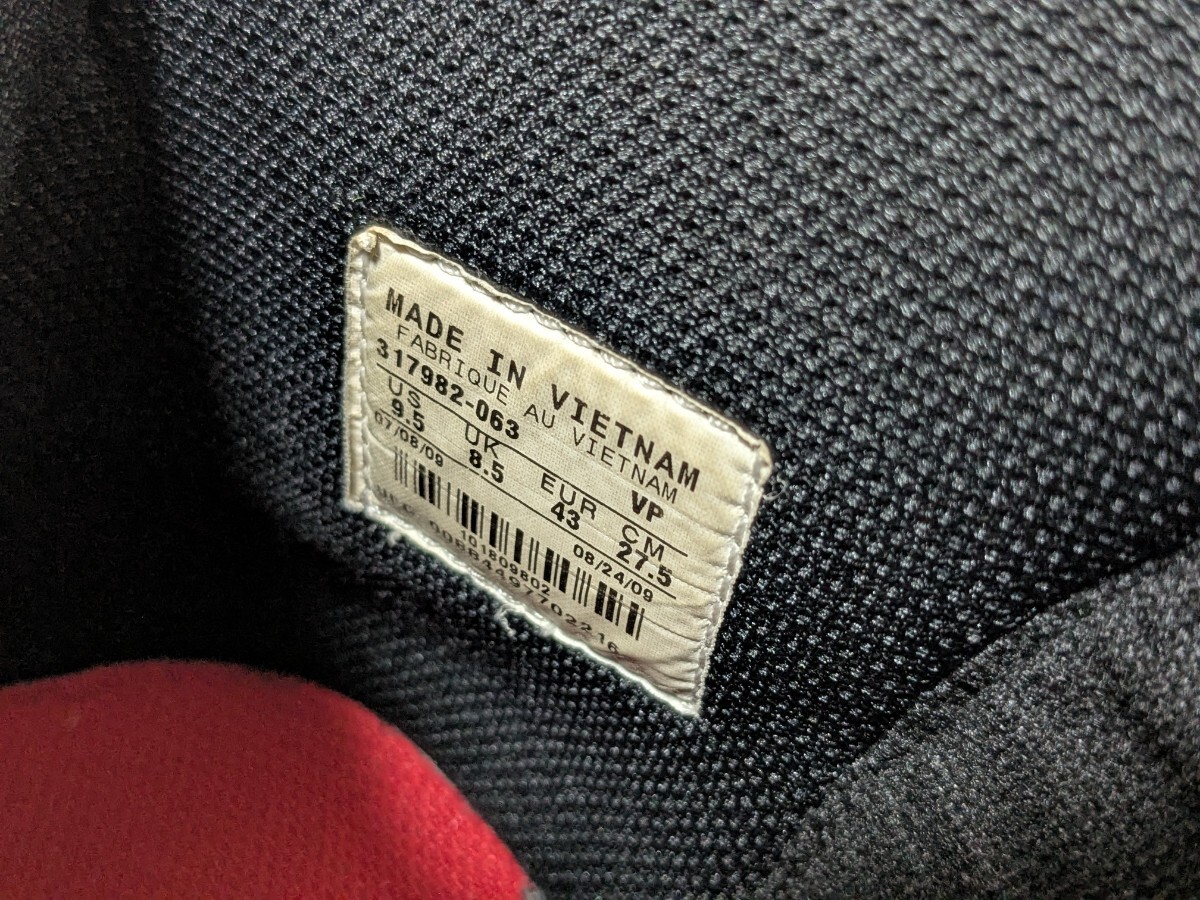 MADE IN VIETNAM
FABRIQUE AU VIETNAM
317982-063 VP
US UK EUR CM
9.5 8.5 43 27.5
07/08/09 08/24/09
101809802